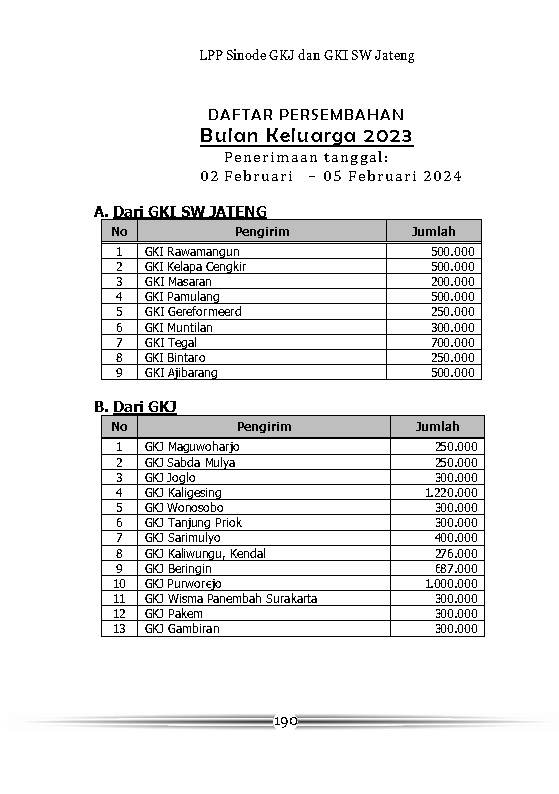 LPP Sinode GKJ dan GKI SW Jateng
DAFTAR PERSEMBAHAN
Bulan Keluarga 2023
Penerimaan tanggal:
02 Februari – 05 Februari 2024
A. Dari GKI SW JATENG
No Pengirim Jumlah
1 GKI Rawamangun 500.000
2 GKI Kelapa Cengkir 500.000
3 GKI Masaran 200.000
4 GKI Pamulang 500.000
5 GKI Gereformeerd 250.000
6 GKI Muntilan 300.000
7 GKI Tegal 700.000
8 GKI Bintaro 250.000
9 GKI Ajibarang 500.000
B. Dari GKJ
No Pengirim Jumlah
1 GKJ Maguwoharjo 250.000
2 GKJ Sabda Mulya 250.000
3 GKJ Joglo 300.000
4 GKJ Kaligesing 1.220.000
5 GKJ Wonosobo 300.000
6 GKJ Tanjung Priok 300.000
7 GKJ Sarimulyo 400.000
8 GKJ Kaliwungu, Kendal 276.000
9 GKJ Beringin 687.000
10 GKJ Purworejo 1.000.000
11 GKJ Wisma Panembah Surakarta 300.000
12 GKJ Pakem 300.000
13 GKJ Gambiran 300.000
190